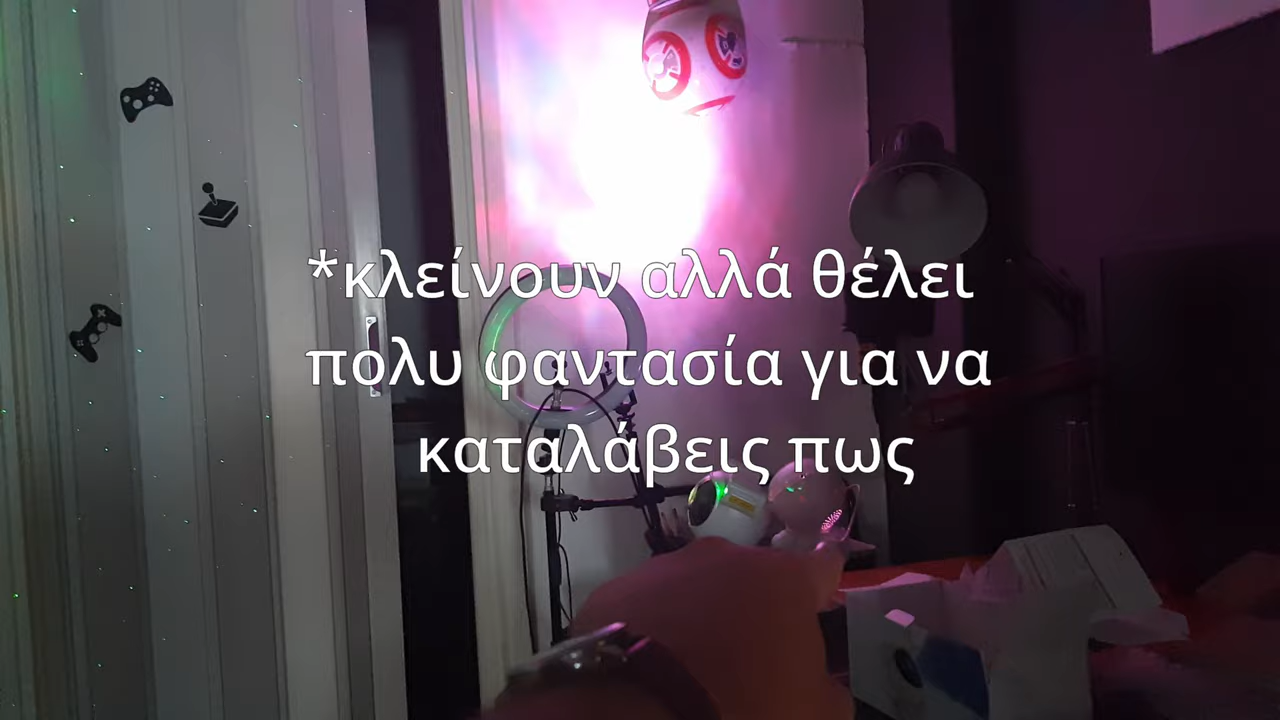 *κλείνουν αλλά θέλει
πολυ φαντασία για να
καταλάβεις πως